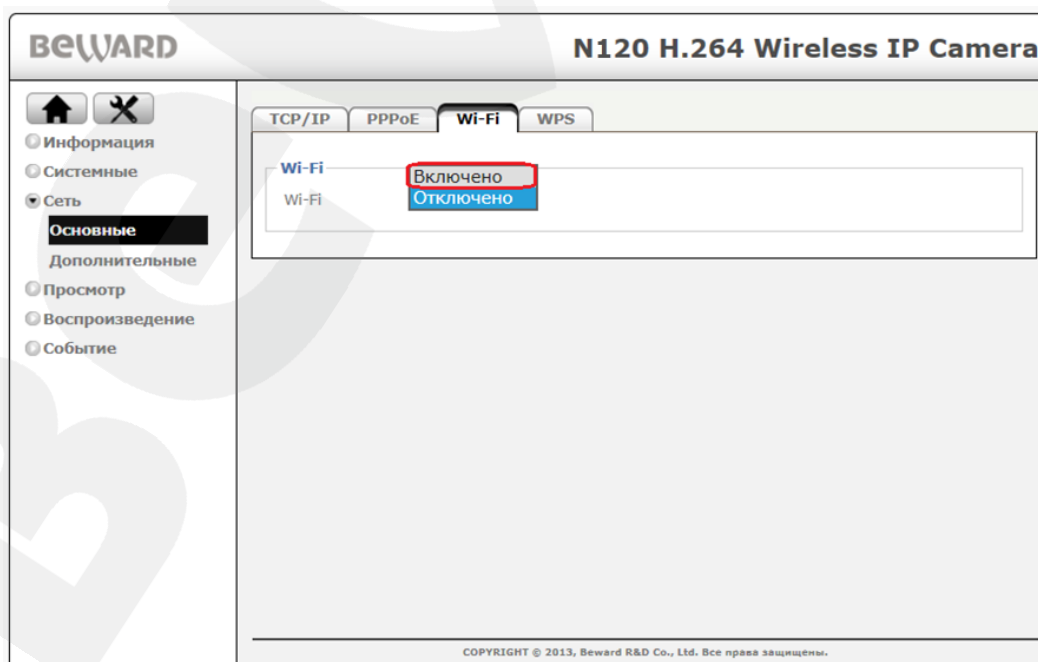 BEWARD
N120 H.264 Wireless IP Camera
Информация
Системные
Сеть
Основные
Дополнительные
Просмотр
Воспроизведение
Событие
TCP/IP PPPoE Wi-Fi WPS
Wi-Fi
Wi-Fi
Включено
Отключено
COPYRIGHT © 2013, Beward R&D Co., Ltd. Все права защищены.